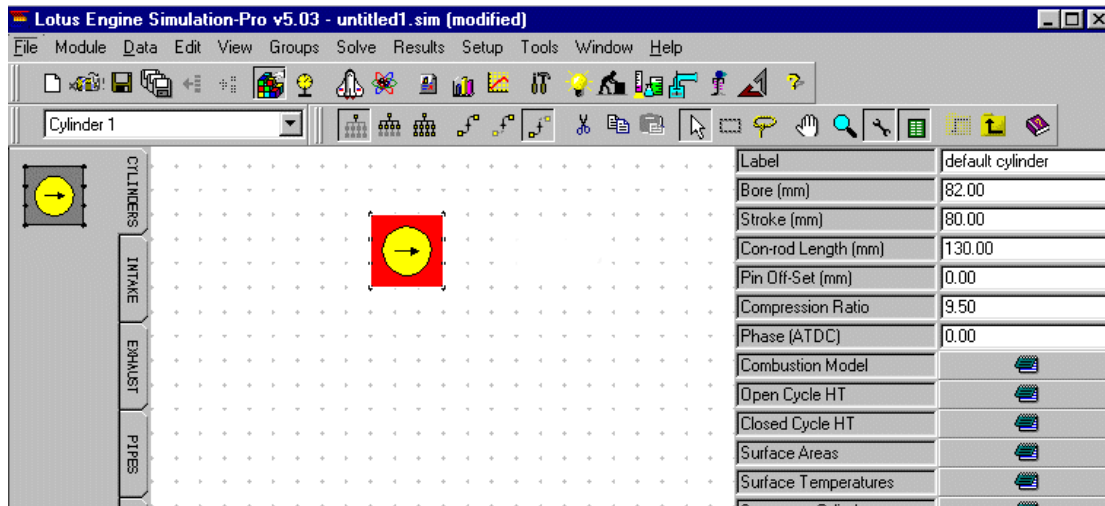 Lotus Engine Simulation-Pro v5.03 - untitled1.sim (modified)
File Module Data Edit View Groups Solve Results Setup Tools Window Help
Cylinder 1
CYLINDERS
INTAKE
EXHAUST
PIPES
Label default cylinder
Bore (mm) 82.00
Stroke (mm) 80.00
Con-rod Length (mm) 130.00
Pin Off-Set (mm) 0.00
Compression Ratio 9.50
Phase (ATDC) 0.00
Combustion Model
Open Cycle HT
Closed Cycle HT
Surface Areas
Surface Temperatures